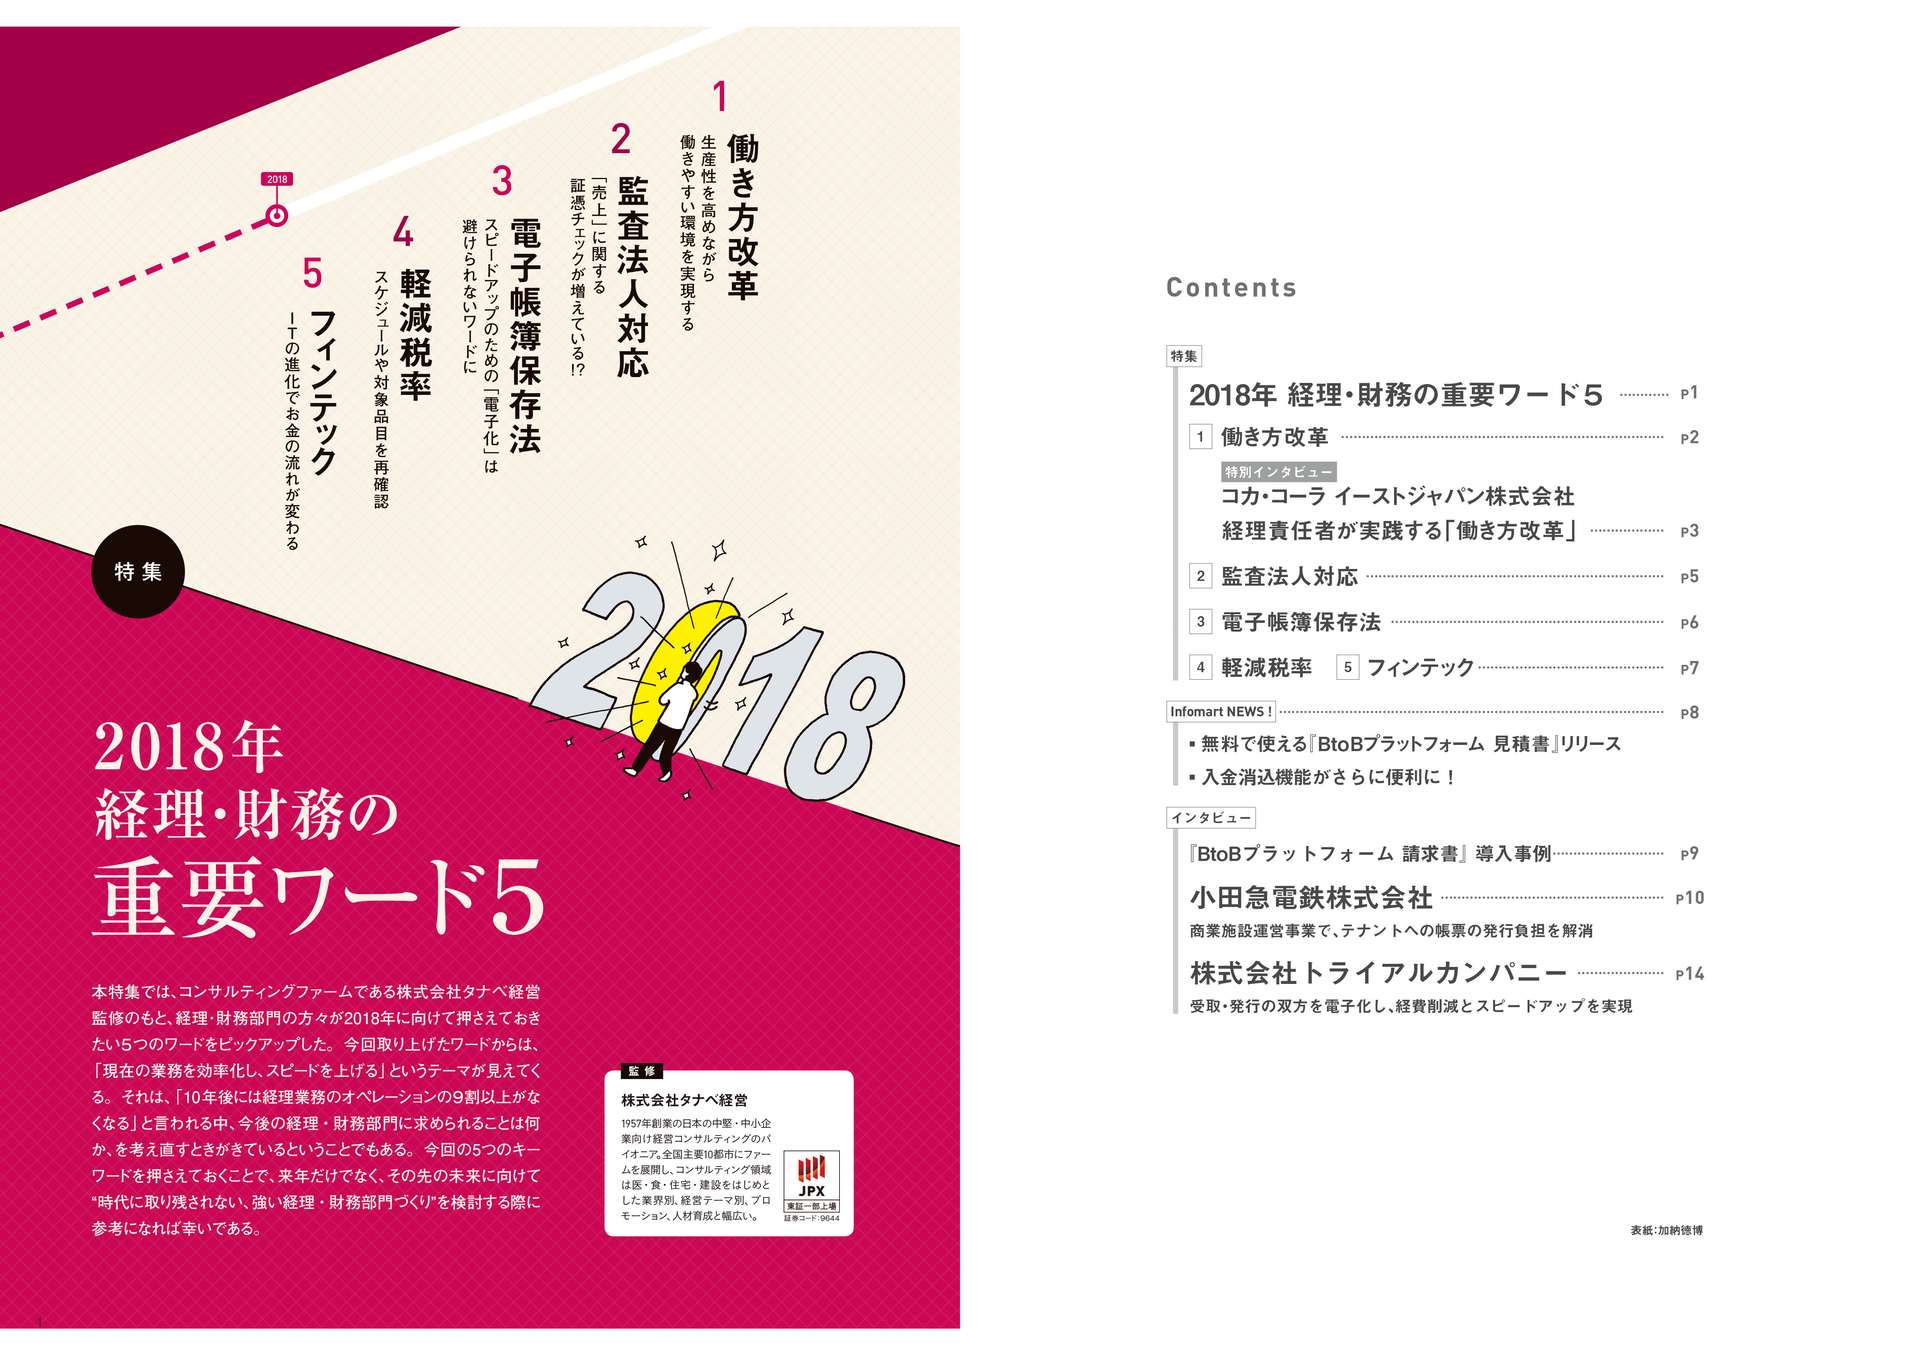 2018
1
働き方改革
生産性を高めながら
働きやすい環境を実現する
2
監査法人対応
「売上」に関する
証憑チェックが増えている!?
3
電子帳簿保存法
スピードアップのための「電子化」は
避けられないワードに
4
軽減税率
スケジュールや対象品目を再確認
5
フィンテック
ITの進化でお金の流れが変わる
特集
2018
2018年
経理・財務の
重要ワード5
本特集では、コンサルティングファームである株式会社タナベ経営
監修のもと、経理・財務部門の方々が2018年に向けて押さえておき
たい5つのワードをピックアップした。今回取り上げたワードからは、
「現在の業務を効率化し、スピードを上げる」というテーマが見えてく
る。それは、「10年後には経理業務のオペレーションの9割以上がな
くなる」と言われる中、今後の経理・財務部門に求められることは何
か、を考え直すときがきているということでもある。今回の5つのキー
ワードを押さえておくことで、来年だけでなく、その先の未来に向けて
“時代に取り残されない、強い経理・財務部門づくり”を検討する際に
参考になれば幸いである。
監修
株式会社タナベ経営
1957年創業の日本の中堅・中小企
業向け経営コンサルティングのパ
イオニア。全国主要10都市にファー
ムを展開し、コンサルティング領域
は医・食・住宅・建設をはじめと
した業界別、経営テーマ別、プロ
モーション、人材育成と幅広い。
JPX
東証一部上場
証券コード:9644
1
Contents
特集
2018年 経理・財務の重要ワード5 P1
1 働き方改革 P2
特別インタビュー
コカ・コーラ イーストジャパン株式会社
経理責任者が実践する「働き方改革」 P3
2 監査法人対応 P5
3 電子帳簿保存法 P6
4 軽減税率 5 フィンテック P7
Infomart NEWS ! P8
▪ 無料で使える『BtoBプラットフォーム 見積書』リリース
▪ 入金消込機能がさらに便利に!
インタビュー
『BtoBプラットフォーム 請求書』 導入事例 P9
小田急電鉄株式会社 P10
商業施設運営事業で、テナントへの帳票の発行負担を解消
株式会社トライアルカンパニー P14
受取・発行の双方を電子化し、経費削減とスピードアップを実現
表紙:加納徳博